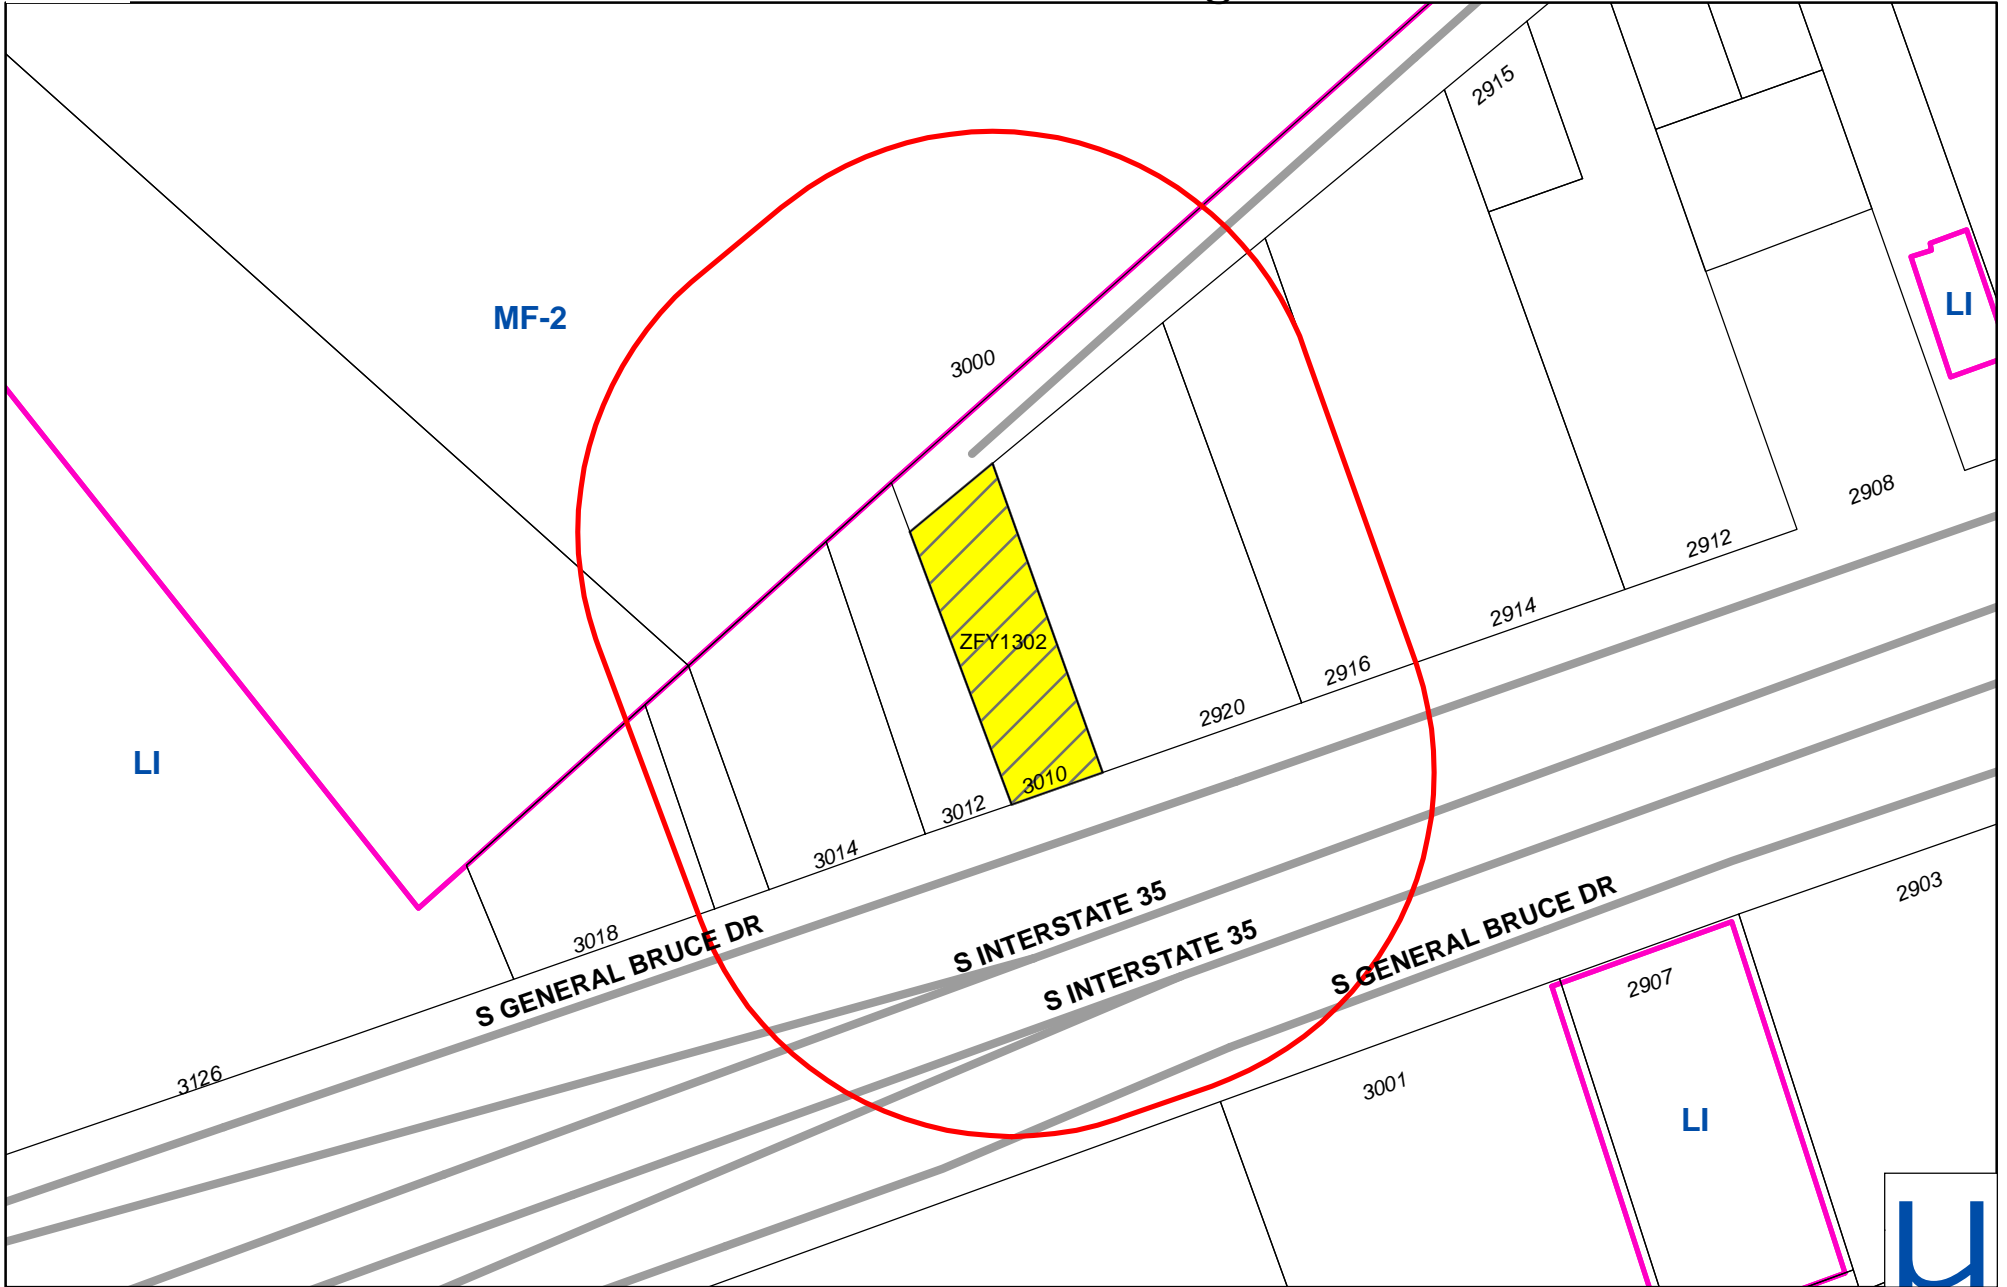 2915
LI
MF-2
3000
2908
2912
2914
ZFY1302
2916
2920
LI
3010
3012
3014
3018
S GENERAL BRUCE DR
S INTERSTATE 35
S INTERSTATE 35
S GENERAL BRUCE DR
2903
2907
3126
3001
LI